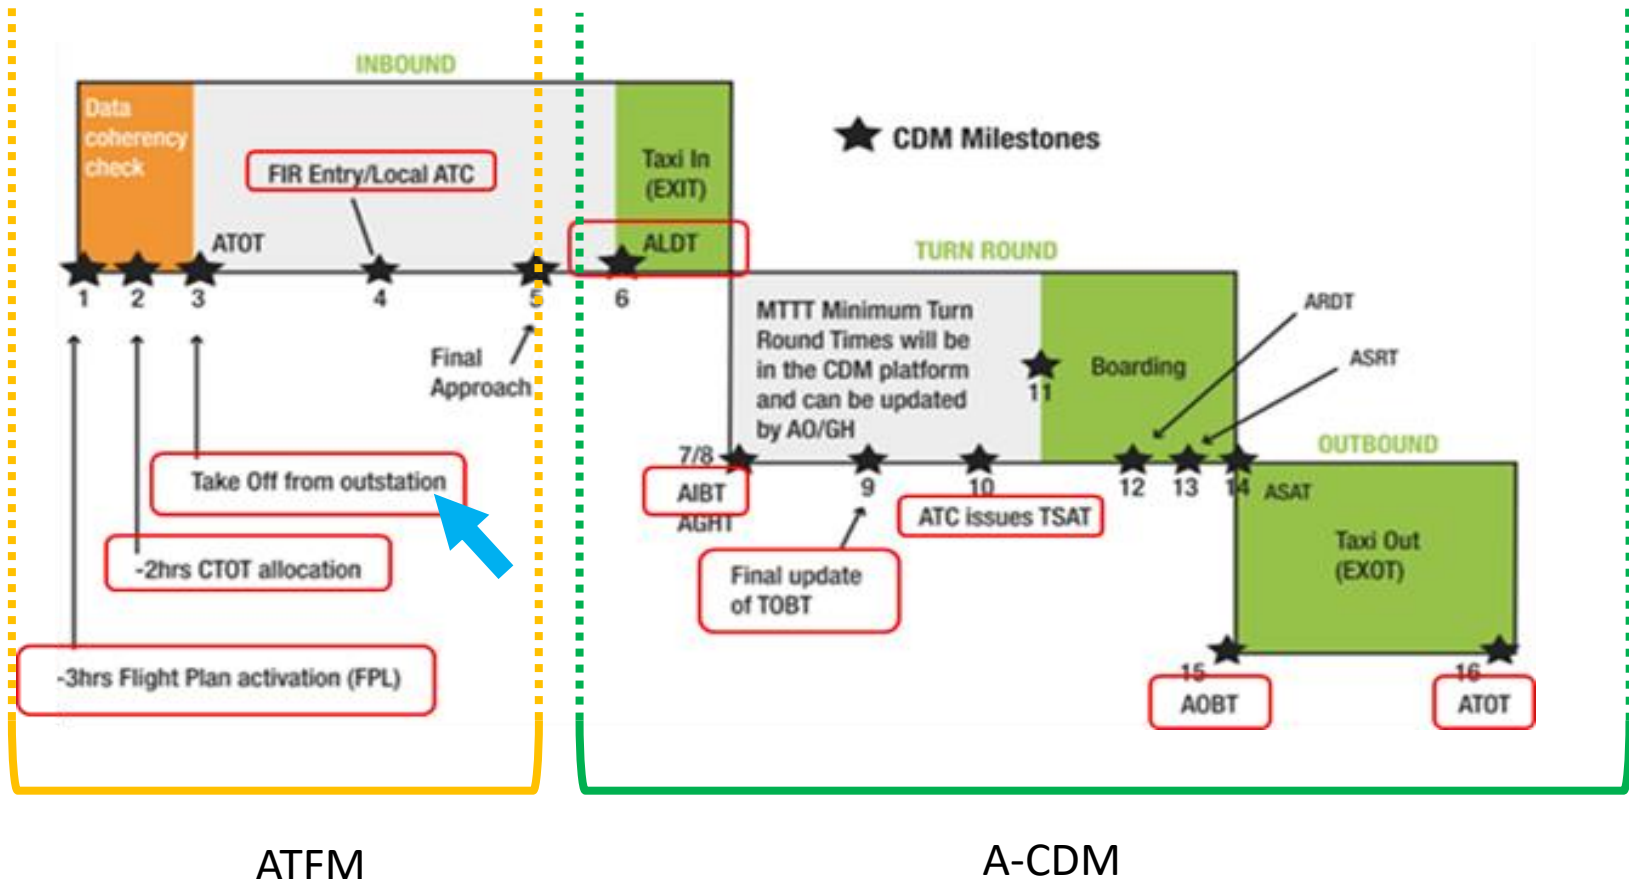 INBOUND
Data
coherency
check
FIR Entry/Local ATC
ATOT
Taxi In
(EXIT)
ALDT
CDM Milestones
1
2
3
4
5
6
Final
Approach
Take Off from outstation
-2hrs CTOT allocation
-3hrs Flight Plan activation (FPL)
TURN ROUND
MTTT Minimum Turn
Round Times will be
in the CDM platform
and can be updated
by AO/GH
11
Boarding
ARDT
ASRT
7/8
AIBT
AGHT
9
10
12
13
14
ATC issues TSAT
Final update
of TOBT
OUTBOUND
ASAT
Taxi Out
(EXOT)
15
AOBT
16
ATOT
ATFM
A-CDM